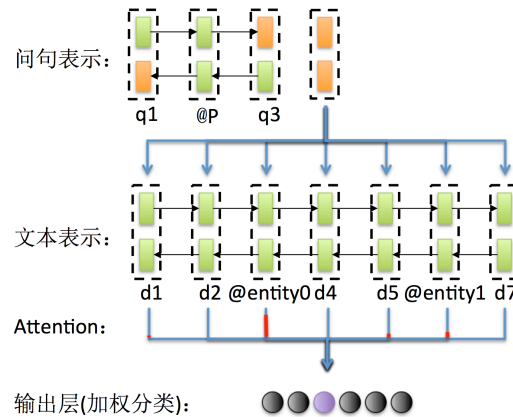 问句表示：
q1 @P q3
文本表示：
d1 d2 @entity0 d4 d5 @entity1 d7
Attention：
输出层(加权分类)：